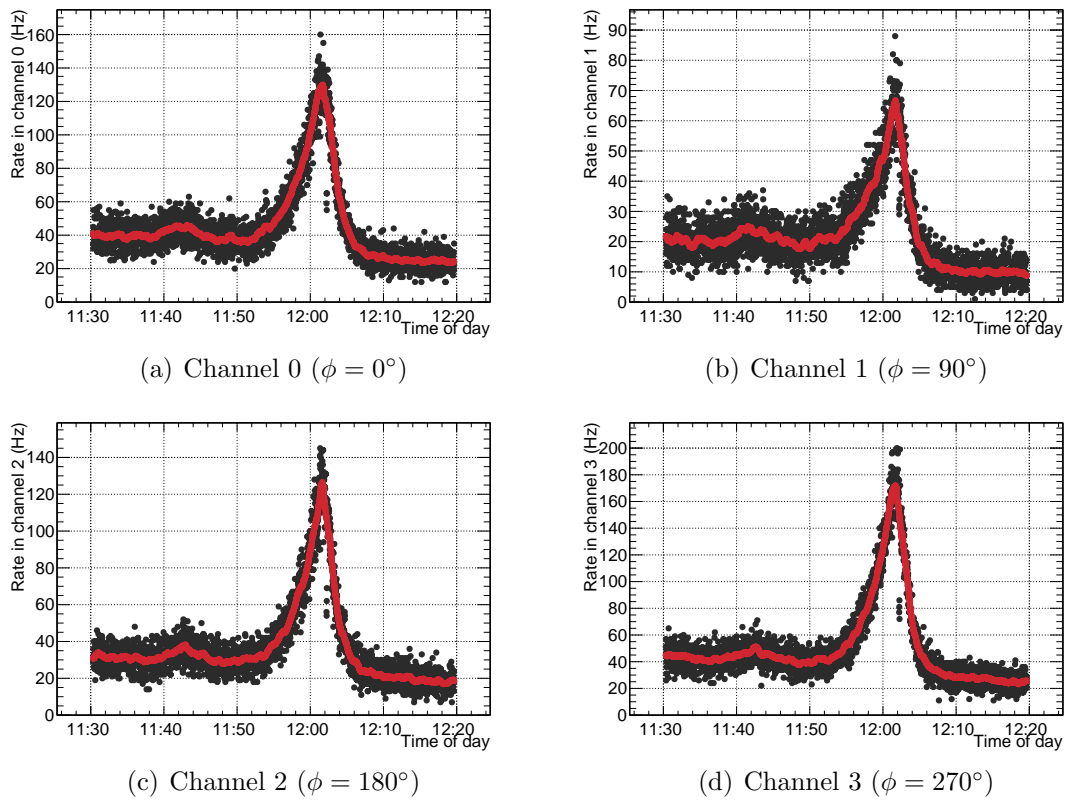 Rate in channel 0 (Hz)
160
140
120
100
80
60
40
20
0
11:30 11:40 11:50 12:00 12:10 12:20
Time of day
(a) Channel 0 (ϕ = 0°)
Rate in channel 1 (Hz)
90
80
70
60
50
40
30
20
10
0
11:30 11:40 11:50 12:00 12:10 12:20
Time of day
(b) Channel 1 (ϕ = 90°)
Rate in channel 2 (Hz)
140
120
100
80
60
40
20
0
11:30 11:40 11:50 12:00 12:10 12:20
Time of day
(c) Channel 2 (ϕ = 180°)
Rate in channel 3 (Hz)
200
180
160
140
120
100
80
60
40
20
0
11:30 11:40 11:50 12:00 12:10 12:20
Time of day
(d) Channel 3 (ϕ = 270°)